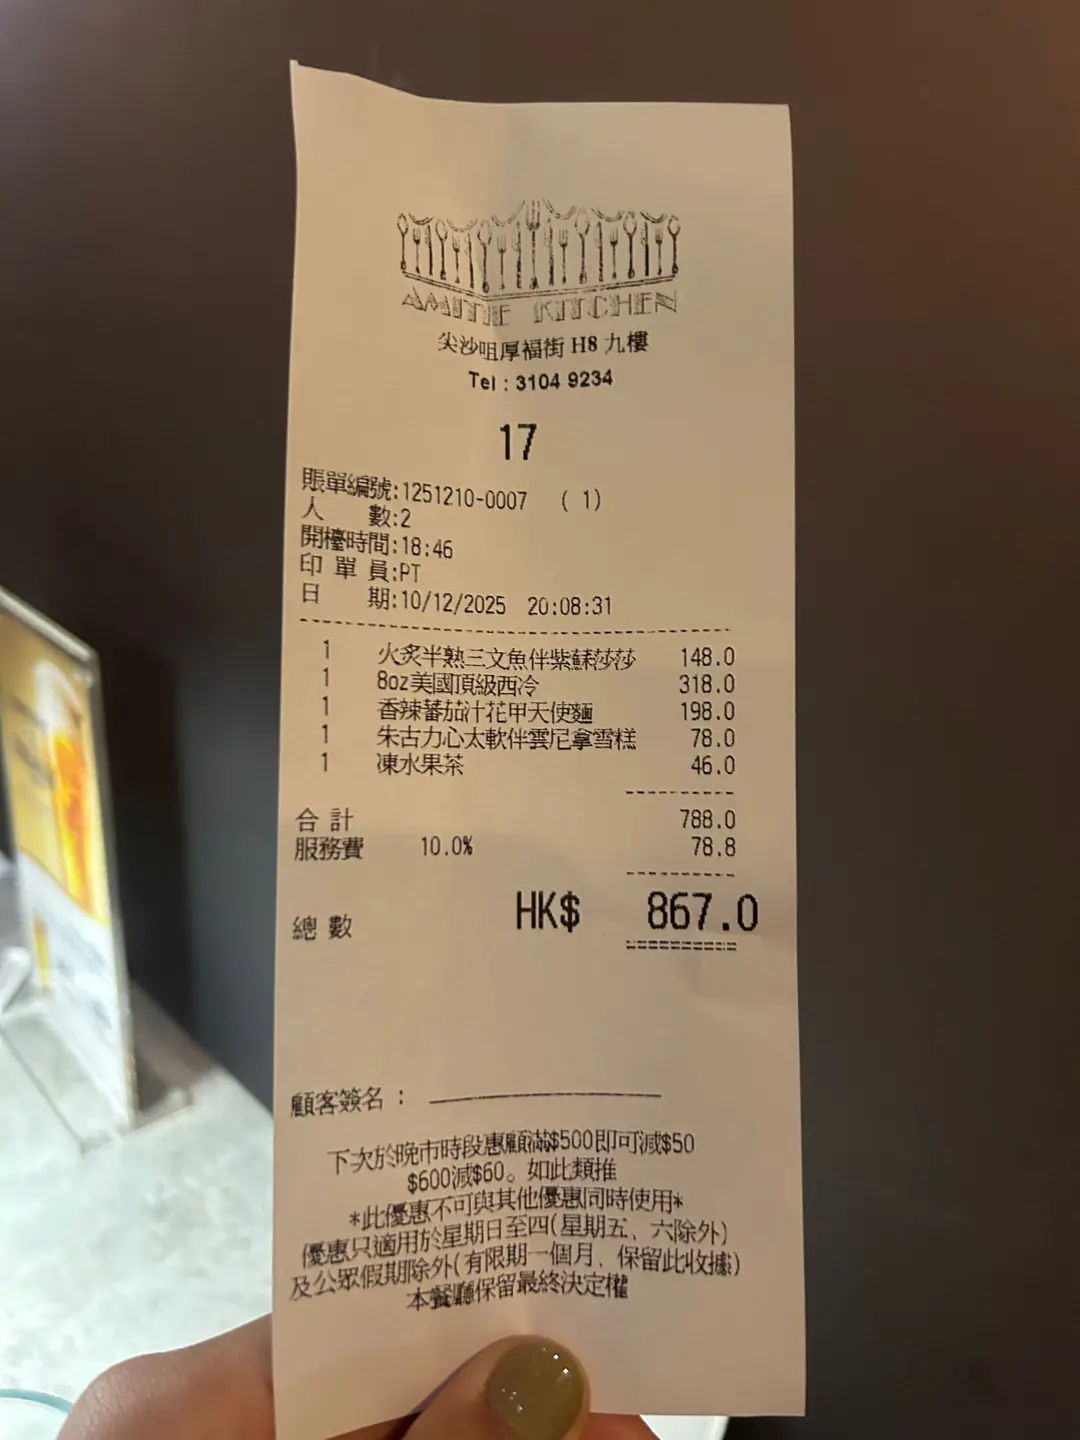 AMITIE KITCHEN
尖沙咀厚福街 H8 九樓
Tel : 3104 9234
17
賬單編號:1251210-0007 ( 1)
人 數:2
開檯時間:18:46
印 單 員:PT
日 期:10/12/2025 20:08:31
1 火炙半熟三文魚伴紫蘇莎莎 148.0
1 8oz美國頂級西冷 318.0
1 香辣蕃茄汁花甲天使麵 198.0
1 朱古力心太軟伴雲尼拿雪糕 78.0
1 凍水果茶 46.0
合 計 788.0
服務費 10.0% 78.8
總 數 HK$ 867.0
顧客簽名 :
下次於晚市時段惠顧滿$500即可減$50
$600減$60。如此類推
*此優惠不可與其他優惠同時使用*
優惠只適用於星期日至四(星期五、六除外)
及公眾假期除外(有限期一個月、保留此收據)
本餐廳保留最終決定權